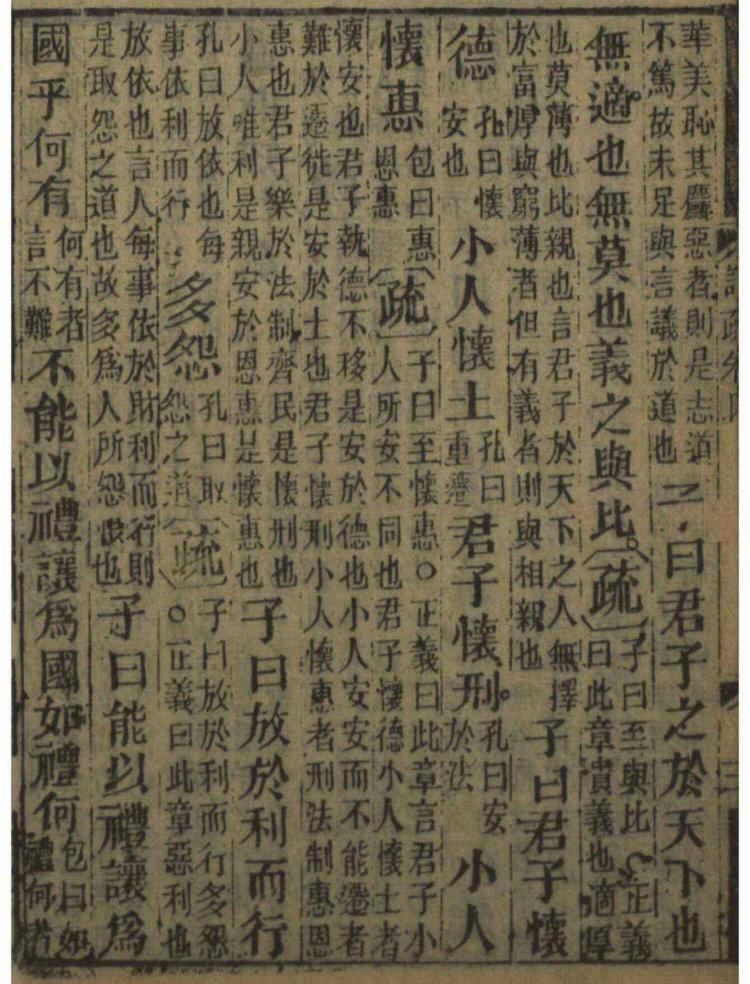 語疏卷四
三
華美恥其麤惡者則是志道
不篤故未足與言議於道也
子曰君子之於天下也
無適也無莫也義之與比。〔疏〕
子曰至與比○正義
曰此章貴義也適厚
也莫薄也比親也言君子於天下之人無擇
於富厚與窮薄者但有義者則與相親也
子曰君子懷
德
孔曰懷
安也
小人懷土
孔曰
重遷
君子懷刑。
孔曰安
於法
小人
懷惠
包曰惠
恩惠
〔疏〕
子曰至懷惠○正義曰此章言君子小
人所安不同也君子懷德小人懷土者
懷安也君子執德不移是安於德也小人安安而不能遷者
難於遷徙是安於土也君子懷刑小人懷惠者刑法制惠恩
惠也君子樂於法制齊民是懷刑也
小人唯利是親安於恩惠是懷惠也
子曰放於利而行
孔曰放依也每
事依利而行
多怨
孔曰取
怨之道
〔疏〕
子曰放於利而行多怨
○正義曰此章惡利也
放依也言人每事依於財利而行則
是取怨之道也故多爲人所怨恨也
子曰能以禮讓爲
國乎何有
何有者
言不難
不能以禮讓爲國如禮何
包曰如
禮何者